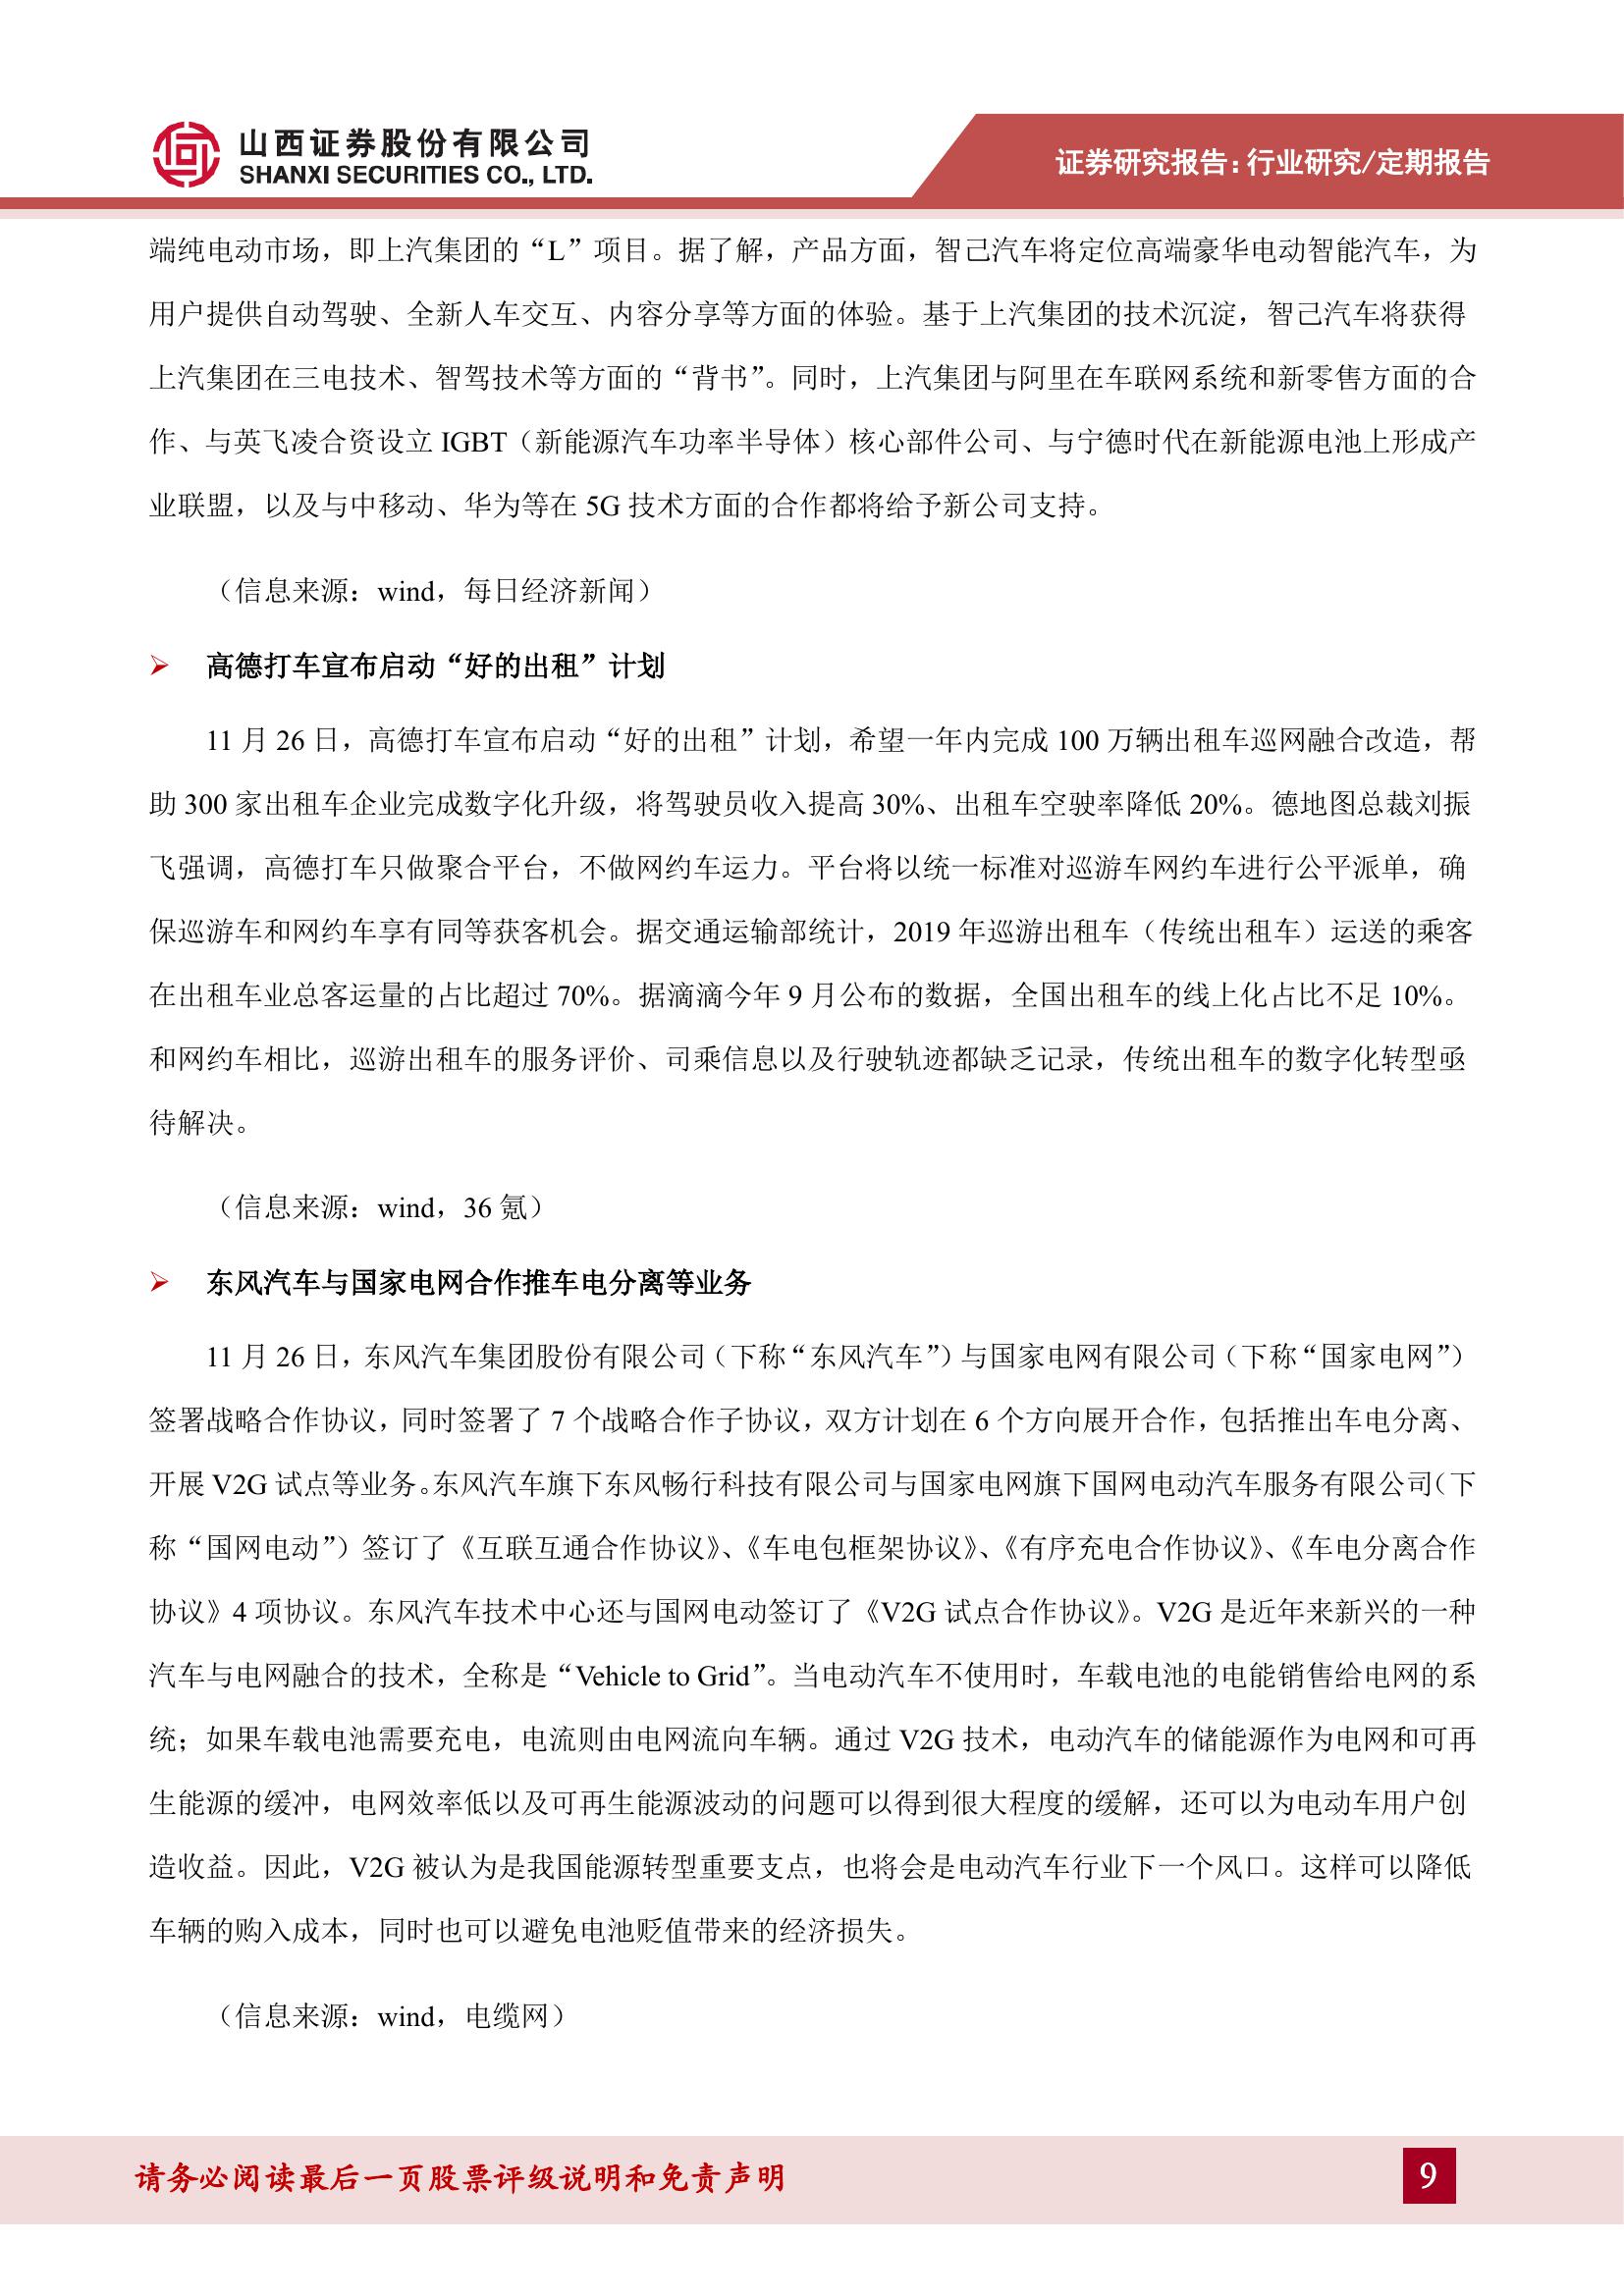 山西证券股份有限公司
SHANXI SECURITIES CO., LTD.
证券研究报告：行业研究/定期报告
端纯电动市场，即上汽集团的“L”项目。据了解，产品方面，智己汽车将定位高端豪华电动智能汽车，为
用户提供自动驾驶、全新人车交互、内容分享等方面的体验。基于上汽集团的技术沉淀，智己汽车将获得
上汽集团在三电技术、智驾技术等方面的“背书”。同时，上汽集团与阿里在车联网系统和新零售方面的合
作、与英飞凌合资设立 IGBT（新能源汽车功率半导体）核心部件公司、与宁德时代在新能源电池上形成产
业联盟，以及与中移动、华为等在 5G 技术方面的合作都将给予新公司支持。
（信息来源：wind，每日经济新闻）
➢ 高德打车宣布启动“好的出租”计划
11 月 26 日，高德打车宣布启动“好的出租”计划，希望一年内完成 100 万辆出租车巡网融合改造，帮
助 300 家出租车企业完成数字化升级，将驾驶员收入提高 30%、出租车空驶率降低 20%。德地图总裁刘振
飞强调，高德打车只做聚合平台，不做网约车运力。平台将以统一标准对巡游车网约车进行公平派单，确
保巡游车和网约车享有同等获客机会。据交通运输部统计，2019 年巡游出租车（传统出租车）运送的乘客
在出租车业总客运量的占比超过 70%。据滴滴今年 9 月公布的数据，全国出租车的线上化占比不足 10%。
和网约车相比，巡游出租车的服务评价、司乘信息以及行驶轨迹都缺乏记录，传统出租车的数字化转型亟
待解决。
（信息来源：wind，36 氪）
➢ 东风汽车与国家电网合作推车电分离等业务
11 月 26 日，东风汽车集团股份有限公司（下称“东风汽车”）与国家电网有限公司（下称“国家电网”）
签署战略合作协议，同时签署了 7 个战略合作子协议，双方计划在 6 个方向展开合作，包括推出车电分离、
开展 V2G 试点等业务。东风汽车旗下东风畅行科技有限公司与国家电网旗下国网电动汽车服务有限公司（下
称“国网电动”）签订了《互联互通合作协议》、《车电包框架协议》、《有序充电合作协议》、《车电分离合作
协议》4 项协议。东风汽车技术中心还与国网电动签订了《V2G 试点合作协议》。V2G 是近年来新兴的一种
汽车与电网融合的技术，全称是“Vehicle to Grid”。当电动汽车不使用时，车载电池的电能销售给电网的系
统；如果车载电池需要充电，电流则由电网流向车辆。通过 V2G 技术，电动汽车的储能源作为电网和可再
生能源的缓冲，电网效率低以及可再生能源波动的问题可以得到很大程度的缓解，还可以为电动车用户创
造收益。因此，V2G 被认为是我国能源转型重要支点，也将会是电动汽车行业下一个风口。这样可以降低
车辆的购入成本，同时也可以避免电池贬值带来的经济损失。
（信息来源：wind，电缆网）
请务必阅读最后一页股票评级说明和免责声明
9